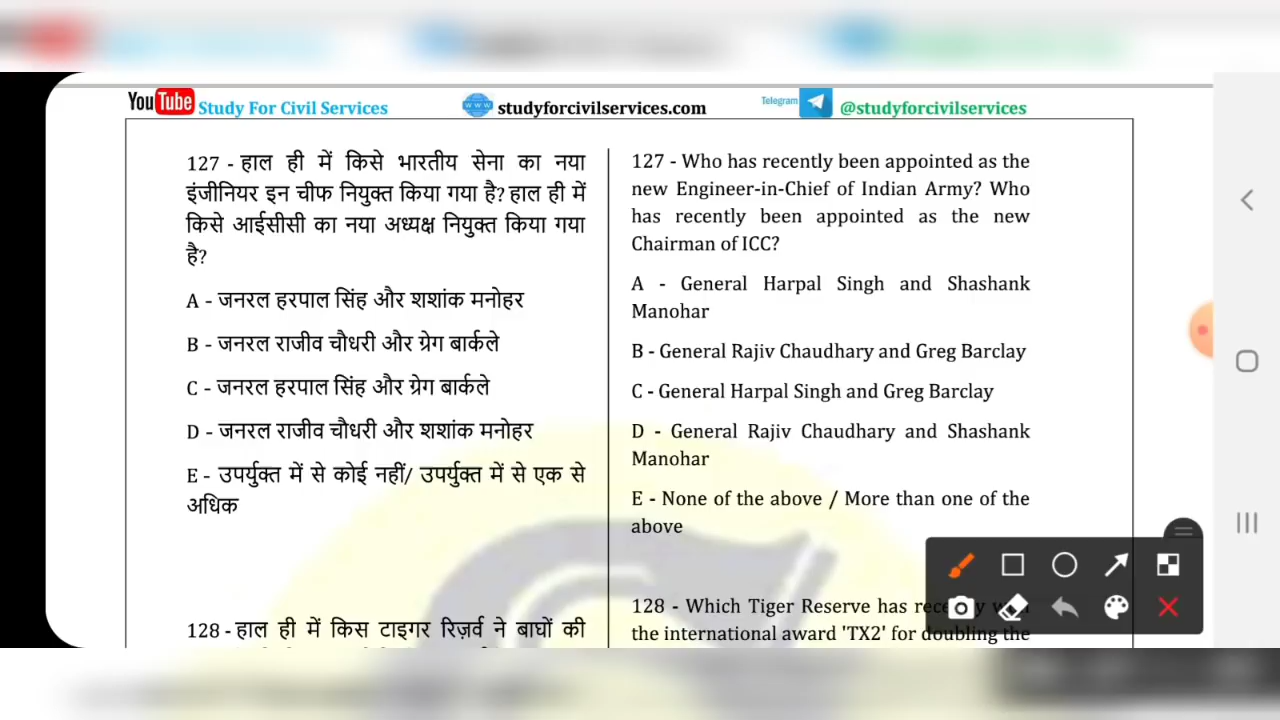 YouTube Study For Civil Services
www studyforcivilservices.com
Telegram @studyforcivilservices
127 - हाल ही में किसे भारतीय सेना का नया
इंजीनियर इन चीफ नियुक्त किया गया है? हाल ही में
किसे आईसीसी का नया अध्यक्ष नियुक्त किया गया
है?
A - जनरल हरपाल सिंह और शशांक मनोहर
B - जनरल राजीव चौधरी और ग्रेग बार्कले
C - जनरल हरपाल सिंह और ग्रेग बार्कले
D - जनरल राजीव चौधरी और शशांक मनोहर
E - उपर्युक्त में से कोई नहीं/ उपर्युक्त में से एक से
अधिक
128 - हाल ही में किस टाइगर रिज़र्व ने बाघों की
127 - Who has recently been appointed as the
new Engineer-in-Chief of Indian Army? Who
has recently been appointed as the new
Chairman of ICC?
A - General Harpal Singh and Shashank
Manohar
B - General Rajiv Chaudhary and Greg Barclay
C - General Harpal Singh and Greg Barclay
D - General Rajiv Chaudhary and Shashank
Manohar
E - None of the above / More than one of the
above
128 - Which Tiger Reserve has
the international award 'TX2' for doubling the